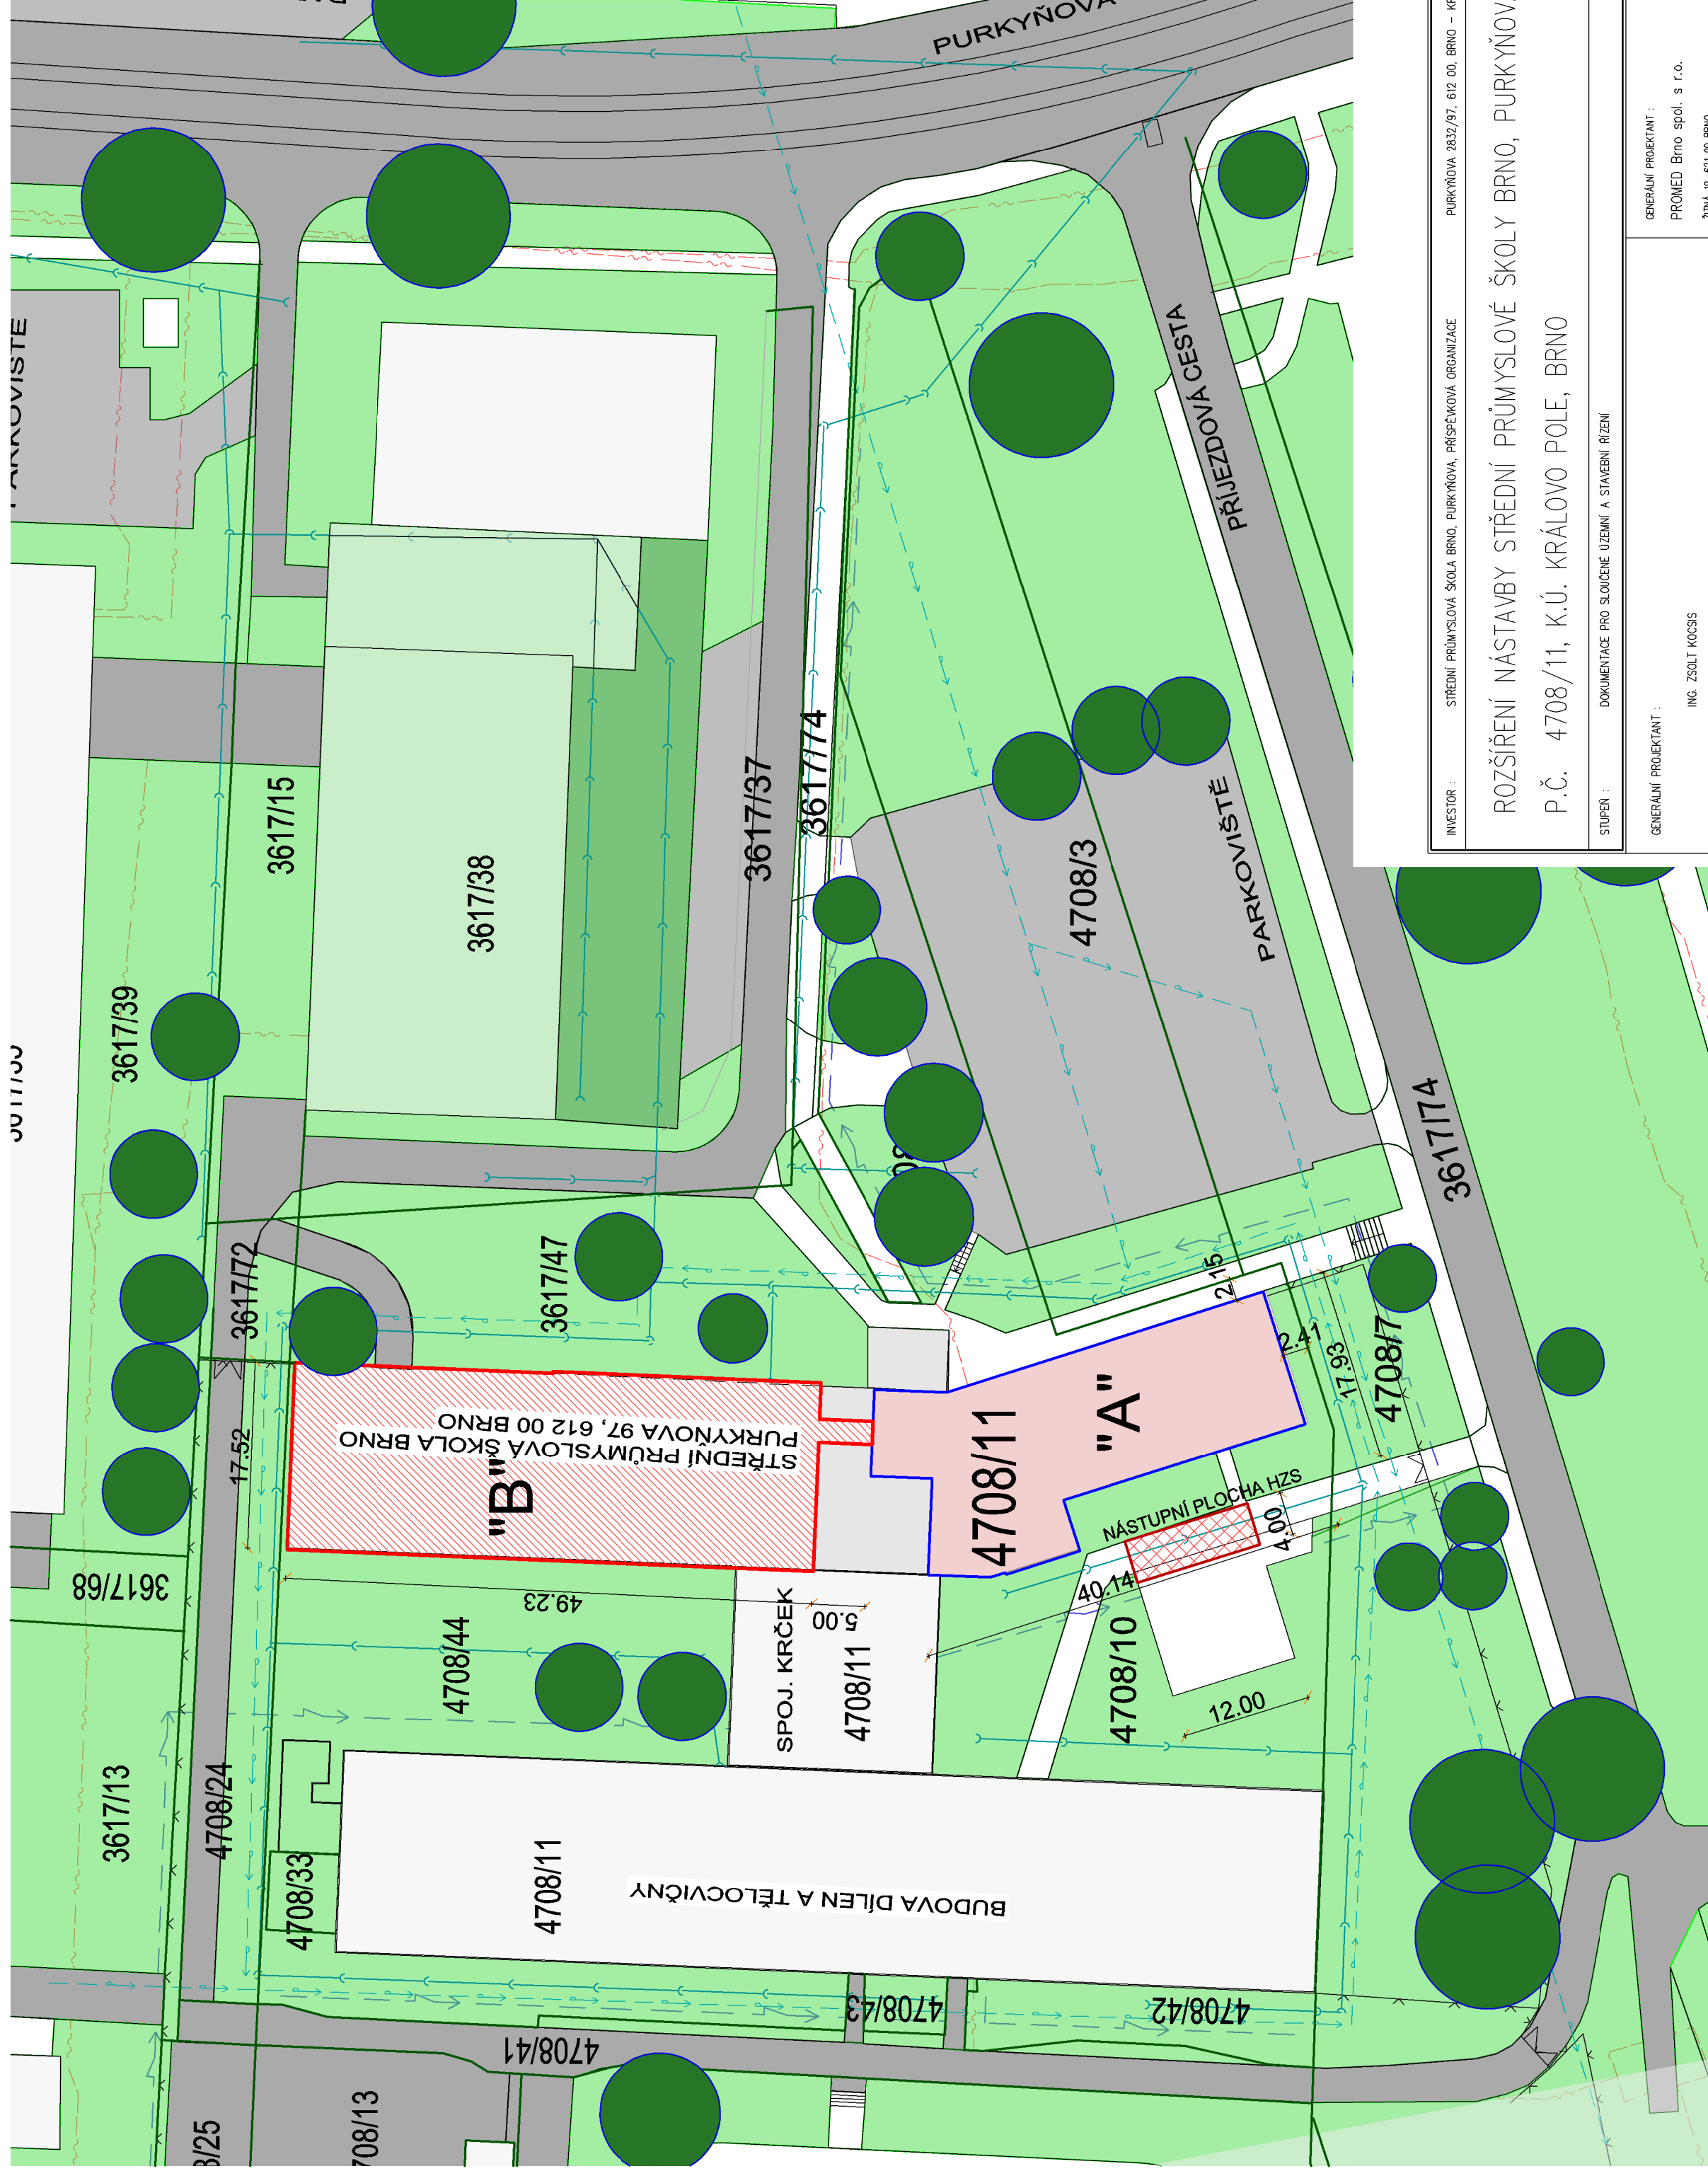 PURKYŇOVA
PARKOVIŠTĚ
PŘÍJEZDOVÁ CESTA
3617/15
3617/38
3617/37
3617/74
4708/3
PARKOVIŠTĚ
3617/39
3617/74
3617/72
3617/47
2.15
2.41
17.93
4708/7
17.52
STŘEDNÍ PRŮMYSLOVÁ ŠKOLA BRNO
PURKYŇOVA 97, 612 00 BRNO
"B"
"A"
4708/11
NÁSTUPNÍ PLOCHA HZS
4.00
40.14
3617/68
49.23
5.00
4708/44
SPOJ. KRČEK
4708/11
4708/10
12.00
3617/13
4708/24
4708/33
4708/11
BUDOVA DÍLEN A TĚLOCVIČNY
4708/43
4708/42
4708/41
INVESTOR :
STŘEDNÍ PRŮMYSLOVÁ ŠKOLA BRNO, PURKYŇOVA, PŘÍSPĚVKOVÁ ORGANIZACE
PURKYŇOVA 2832/97, 612 00, BRNO –
ROZŠÍŘENÍ NÁSTAVBY STŘEDNÍ PRŮMYSLOVÉ ŠKOLY BRNO, PURKYŇOV
P.Č. 4708/11, K.Ú. KRÁLOVO POLE, BRNO
STUPEŇ :
DOKUMENTACE PRO SLOUČENÉ ÚZEMNÍ A STAVEBNÍ ŘÍZENÍ
GENERÁLNÍ PROJEKTANT :
ING. ZSOLT KOCSIS
GENERÁLNÍ PROJEKTANT :
PROMED Brno spol. s r.o.